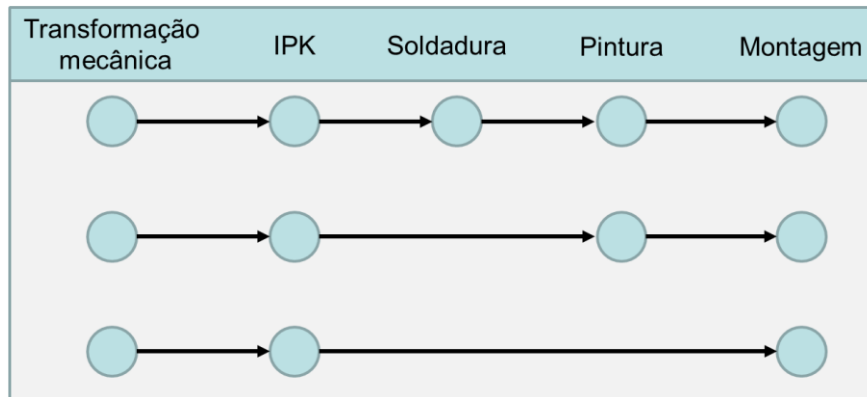 Transformação
mecânica
IPK
Soldadura
Pintura
Montagem